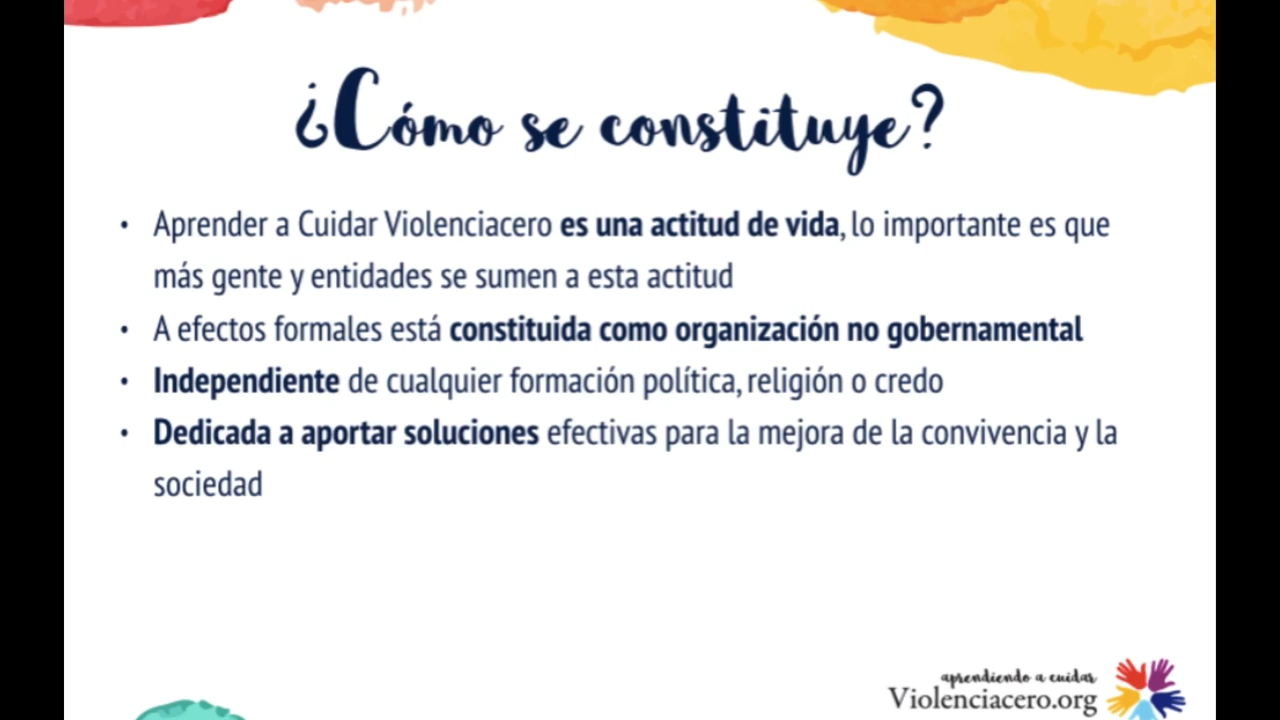 ¿Cómo se constituye?
• Aprender a Cuidar Violenciacero es una actitud de vida, lo importante es que
más gente y entidades se sumen a esta actitud
• A efectos formales está constituida como organización no gobernamental
• Independiente de cualquier formación política, religión o credo
• Dedicada a aportar soluciones efectivas para la mejora de la convivencia y la
sociedad
aprendiendo a cuidar
Violenciacero.org